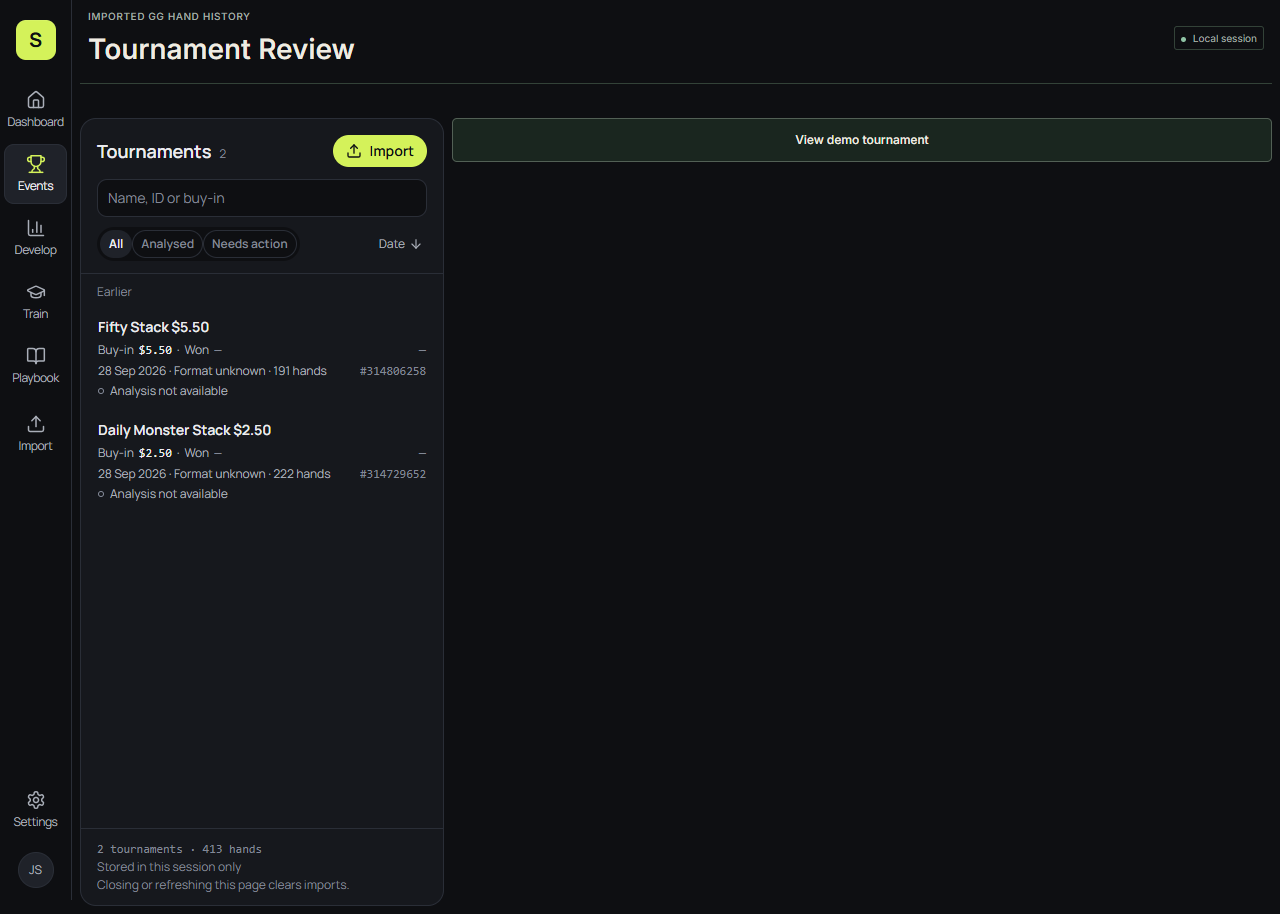 S
Dashboard
Events
Develop
Train
Playbook
Import
Settings
JS
IMPORTED GG HAND HISTORY
Tournament Review
Local session
Tournaments 2
Import
Name, ID or buy-in
All Analysed Needs action Date ↓
Earlier
Fifty Stack $5.50
Buy-in $5.50 · Won — —
28 Sep 2026 · Format unknown · 191 hands #314806258
Analysis not available
Daily Monster Stack $2.50
Buy-in $2.50 · Won — —
28 Sep 2026 · Format unknown · 222 hands #314729652
Analysis not available
2 tournaments · 413 hands
Stored in this session only
Closing or refreshing this page clears imports.
View demo tournament